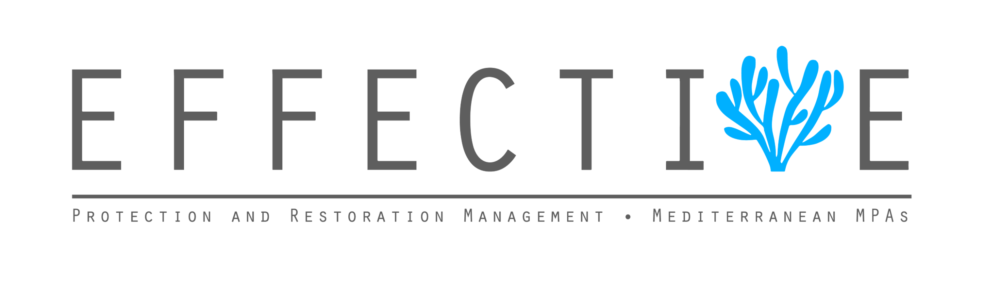 EFFECTIVE
Protection and Restoration Management • Mediterranean MPAs